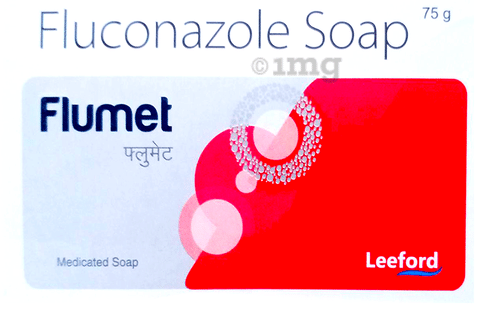 Fluconazole Soap 75 g
©1mg
Flumet
फ्लुमेट
Medicated Soap
Leeford